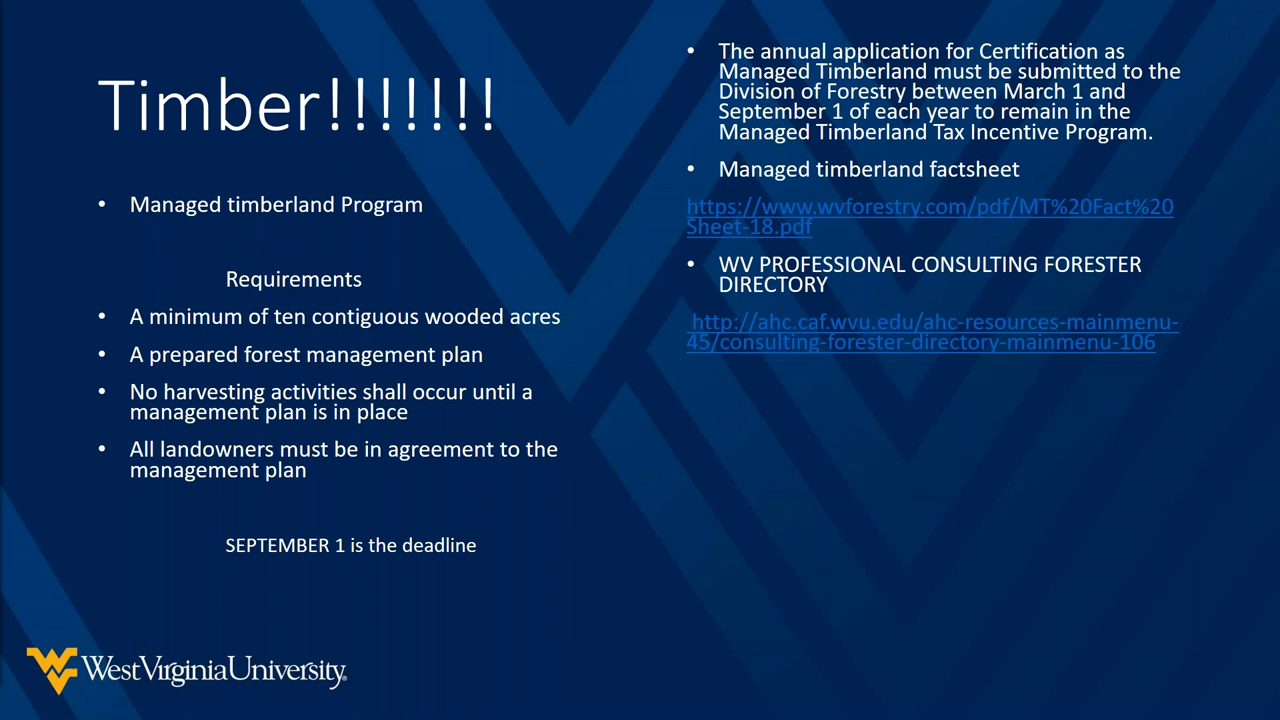 Timber!!!!!!!
• Managed timberland Program
Requirements
• A minimum of ten contiguous wooded acres
• A prepared forest management plan
• No harvesting activities shall occur until a
management plan is in place
• All landowners must be in agreement to the
management plan
SEPTEMBER 1 is the deadline
• The annual application for Certification as
Managed Timberland must be submitted to the
Division of Forestry between March 1 and
September 1 of each year to remain in the
Managed Timberland Tax Incentive Program.
• Managed timberland factsheet
https://www.wvforestry.com/pdf/MT%20Fact%20
Sheet-18.pdf
• WV PROFESSIONAL CONSULTING FORESTER
DIRECTORY
http://ahc.caf.wvu.edu/ahc-resources-mainmenu-
45/consulting-forester-directory-mainmenu-106
WestVirginiaUniversity®